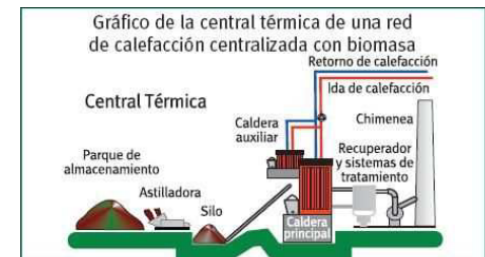 Gráfico de la central térmica de una red
de calefacción centralizada con biomasa
Retorno de calefacción
Ida de calefacción
Central Térmica
Chimenea
Caldera
auxiliar
Recuperador
y sistemas de
tratamiento
Parque de
almacenamiento
Astilladora
Silo
Caldera
principal